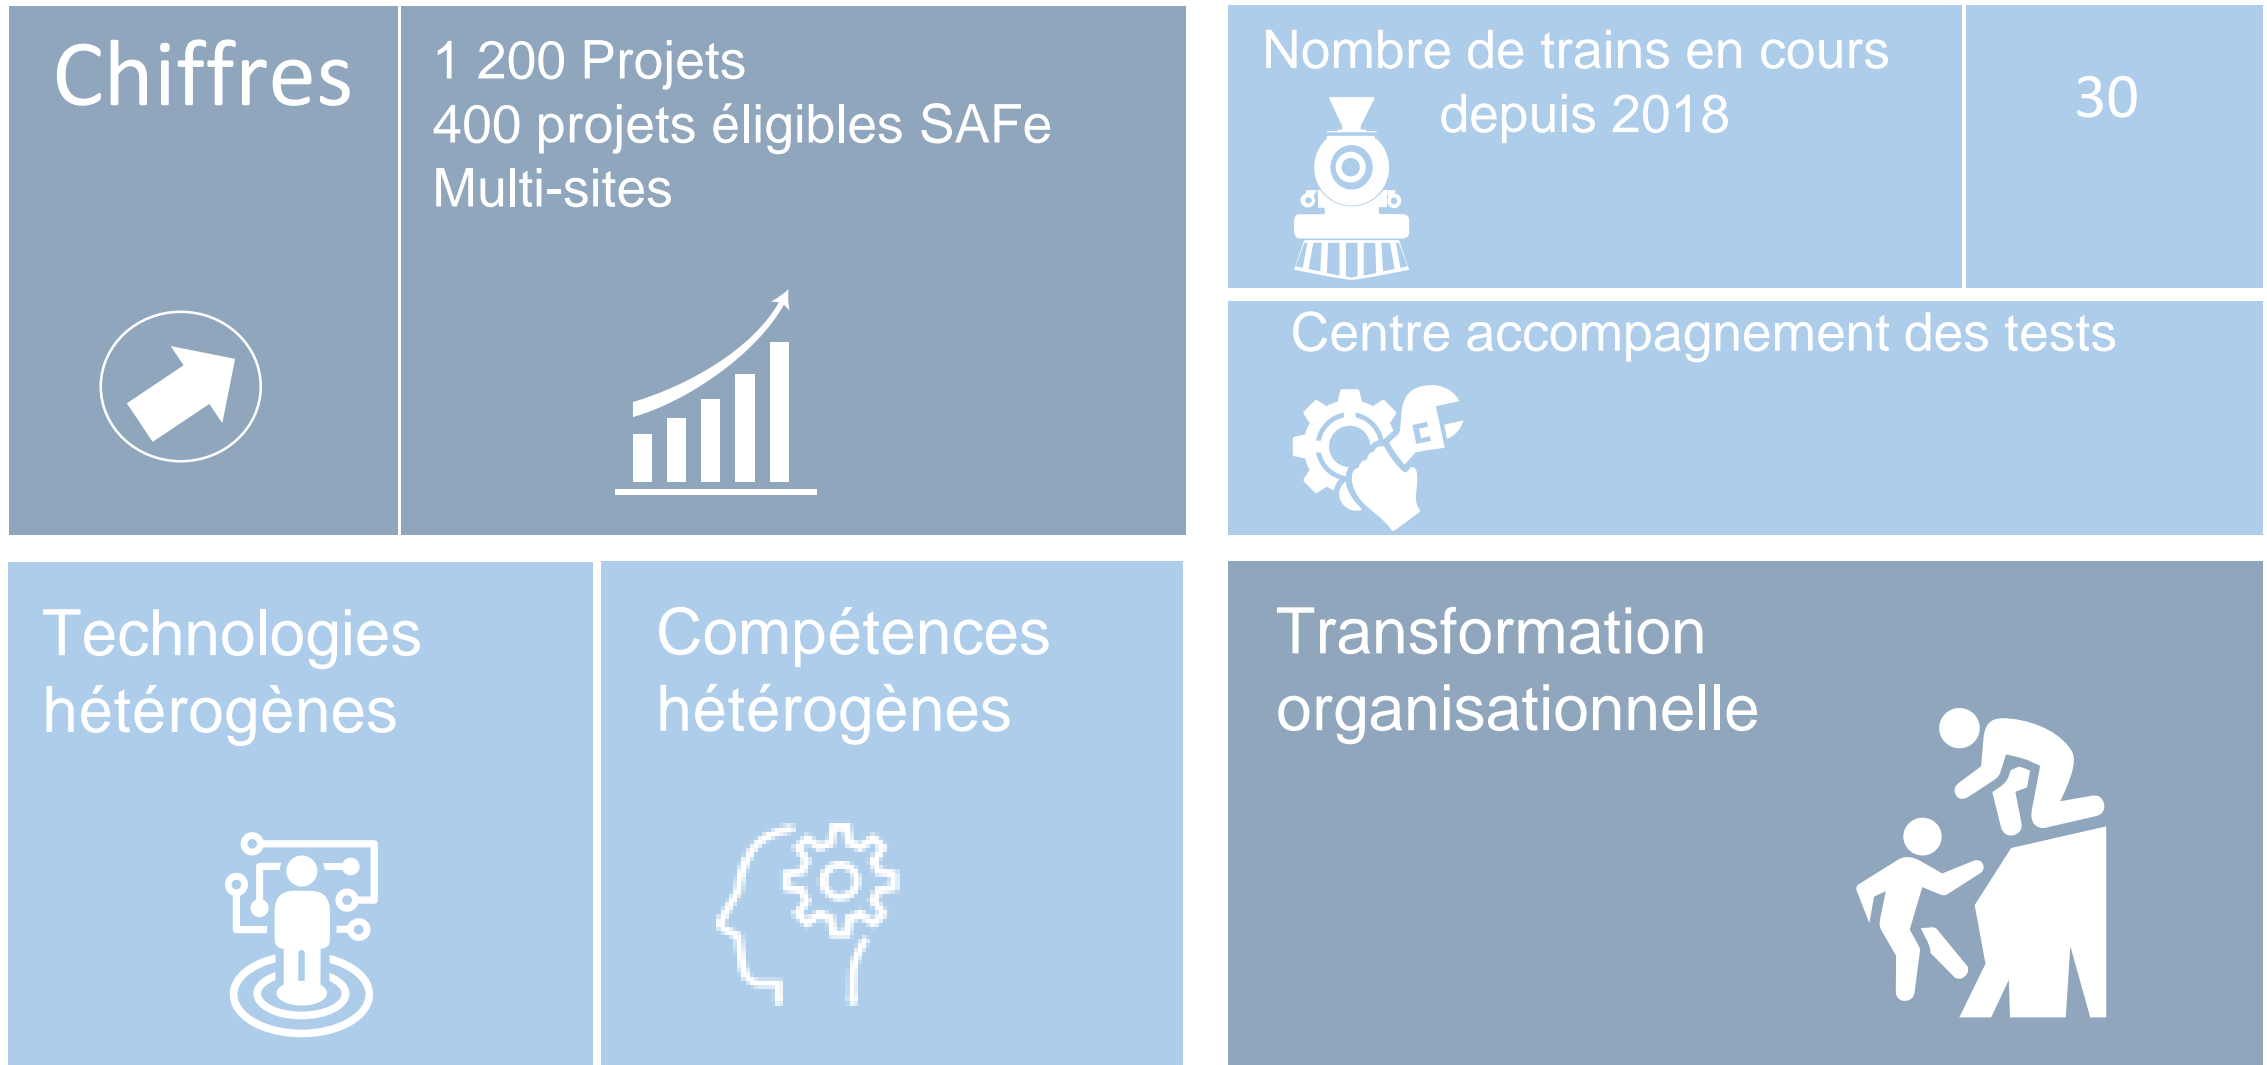 Chiffres
1 200 Projets
400 projets éligibles SAFe
Multi-sites
Nombre de trains en cours
depuis 2018
30
Centre accompagnement des tests
Technologies
hétérogènes
Compétences
hétérogènes
Transformation
organisationnelle